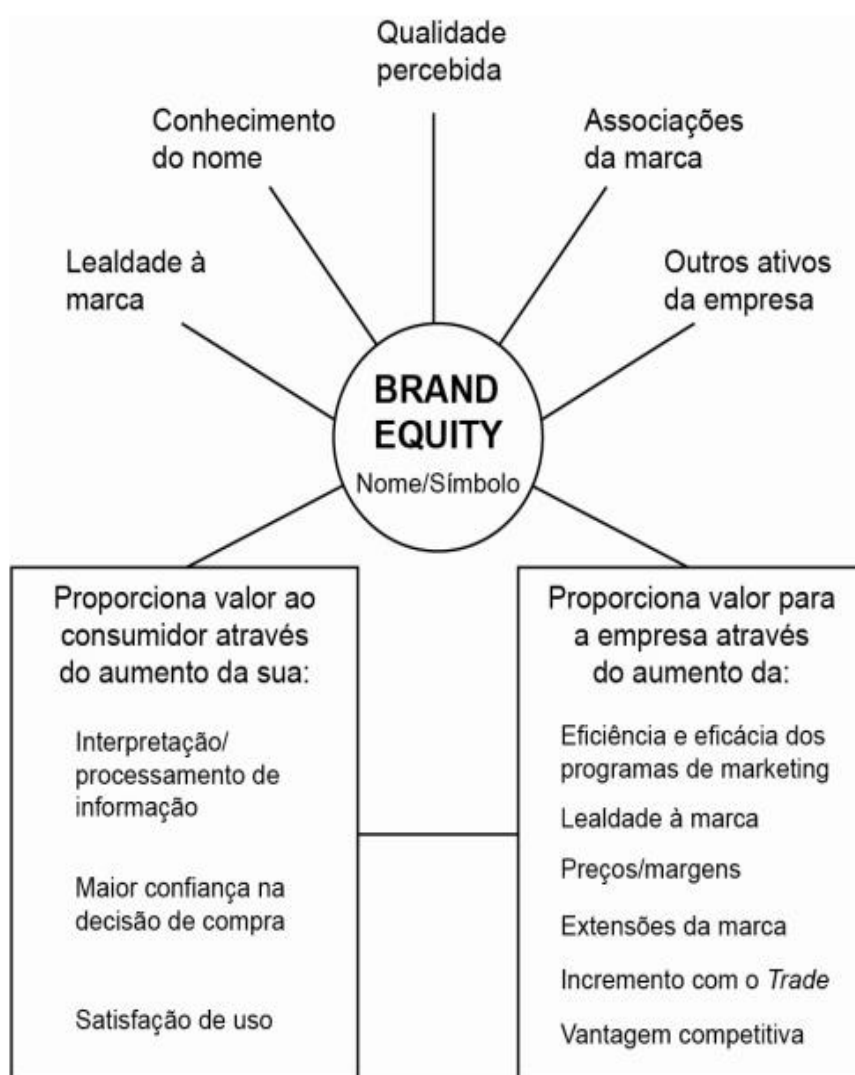 Qualidade
percebida
Conhecimento
do nome
Associações
da marca
Lealdade à
marca
Outros ativos
da empresa
BRAND
EQUITY
Nome/Símbolo
Proporciona valor ao
consumidor através
do aumento da sua:
Interpretação/
processamento de
informação
Maior confiança na
decisão de compra
Satisfação de uso
Proporciona valor para
a empresa através
do aumento da:
Eficiência e eficácia dos
programas de marketing
Lealdade à marca
Preços/margens
Extensões da marca
Incremento com o Trade
Vantagem competitiva